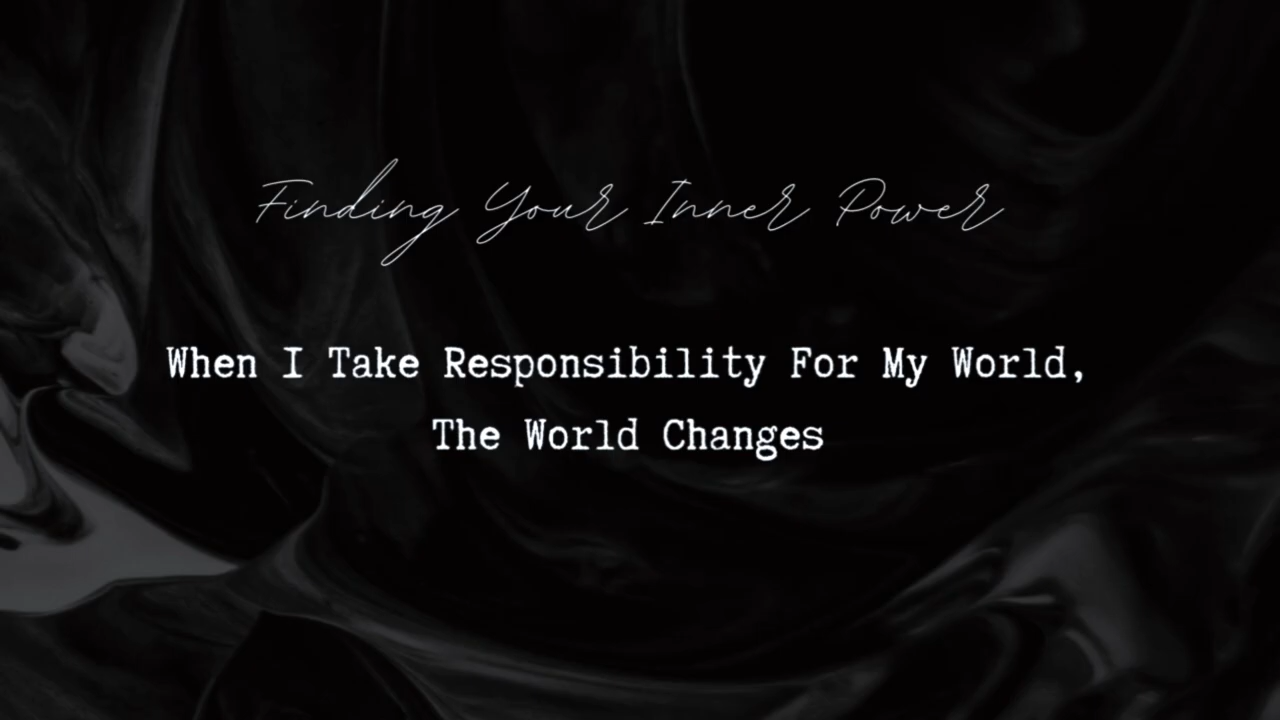 Finding Your Inner Power
When I Take Responsibility For My World,
The World Changes